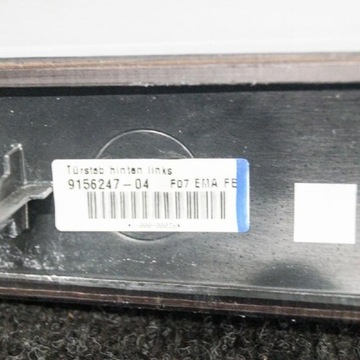 Türstab hinten links
9156247-04 F07 EMA FE